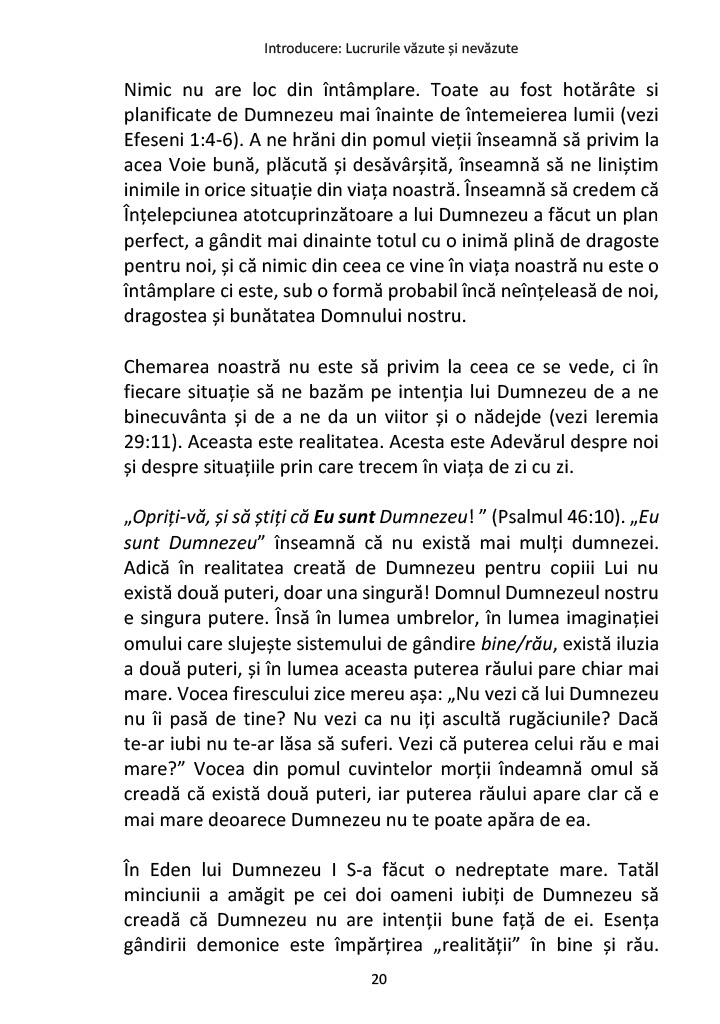 Introducere: Lucrurile văzute și nevăzute
Nimic nu are loc din întâmplare. Toate au fost hotărâte si
planificate de Dumnezeu mai înainte de întemeierea lumii (vezi
Efeseni 1:4-6). A ne hrăni din pomul vieții înseamnă să privim la
acea Voie bună, plăcută și desăvârșită, înseamnă să ne liniștim
inimile in orice situație din viața noastră. Înseamnă să credem că
Înțelepciunea atotcuprinzătoare a lui Dumnezeu a făcut un plan
perfect, a gândit mai dinainte totul cu o inimă plină de dragoste
pentru noi, și că nimic din ceea ce vine în viața noastră nu este o
întâmplare ci este, sub o formă probabil încă neînțeleasă de noi,
dragostea și bunătatea Domnului nostru.
Chemarea noastră nu este să privim la ceea ce se vede, ci în
fiecare situație să ne bazăm pe intenția lui Dumnezeu de a ne
binecuvânta și de a ne da un viitor și o nădejde (vezi Ieremia
29:11). Aceasta este realitatea. Acesta este Adevărul despre noi
și despre situațiile prin care trecem în viața de zi cu zi.
„Opriți-vă, și să știți că Eu sunt Dumnezeu! ” (Psalmul 46:10). „Eu
sunt Dumnezeu” înseamnă că nu există mai mulți dumnezei.
Adică în realitatea creată de Dumnezeu pentru copiii Lui nu
există două puteri, doar una singură! Domnul Dumnezeul nostru
e singura putere. Însă în lumea umbrelor, în lumea imaginației
omului care slujește sistemului de gândire bine/rău, există iluzia
a două puteri, și în lumea aceasta puterea răului pare chiar mai
mare. Vocea firescului zice mereu așa: „Nu vezi că lui Dumnezeu
nu îi pasă de tine? Nu vezi ca nu iți ascultă rugăciunile? Dacă
te-ar iubi nu te-ar lăsa să suferi. Vezi că puterea celui rău e mai
mare?” Vocea din pomul cuvintelor morții îndeamnă omul să
creadă că există două puteri, iar puterea răului apare clar că e
mai mare deoarece Dumnezeu nu te poate apăra de ea.
În Eden lui Dumnezeu I S-a făcut o nedreptate mare. Tatăl
minciunii a amăgit pe cei doi oameni iubiți de Dumnezeu să
creadă că Dumnezeu nu are intenții bune față de ei. Esența
gândirii demonice este împărțirea „realității” în bine și rău.
20